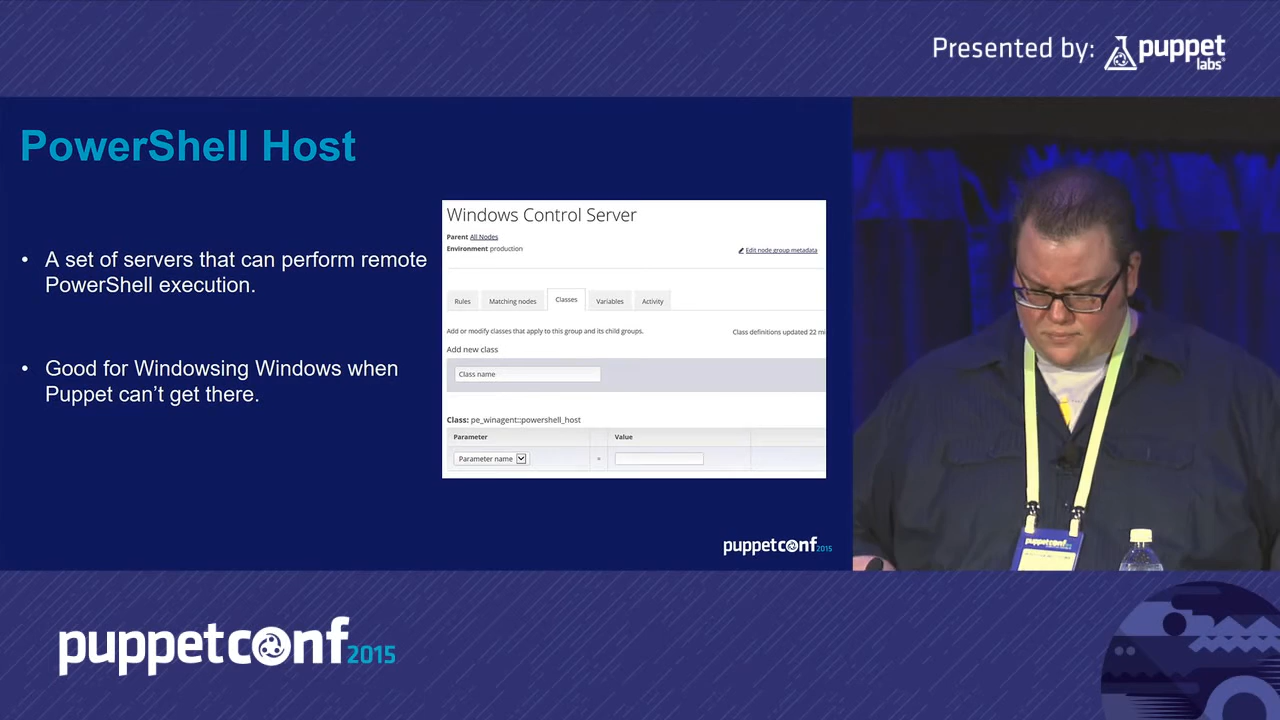 Presented by: puppet labs
PowerShell Host
• A set of servers that can perform remote
PowerShell execution.
• Good for Windowsing Windows when
Puppet can't get there.
Windows Control Server
Parent All Nodes
Environment production
Edit node group metadata
Rules Matching nodes Classes Variables Activity
Add or modify classes that apply to this group and its child groups.
Class definitions updated 22 mi
Add new class
Class name
Class: pe_winagent::powershell_host
Parameter Value
Parameter name =
puppetconf 2015
puppetconf
puppetconf 2015